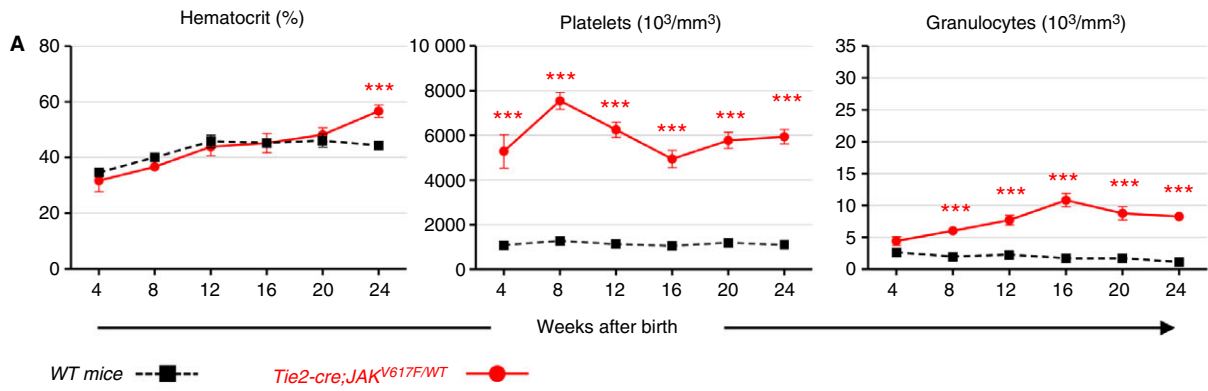 A
Hematocrit (%)
80
60
40
20
0
***
4 8 12 16 20 24
Platelets (10³/mm³)
10 000
8000
6000
4000
2000
0
*** *** *** *** *** ***
4 8 12 16 20 24
Granulocytes (10³/mm³)
35
30
25
20
15
10
5
0
*** *** *** *** ***
4 8 12 16 20 24
Weeks after birth
WT mice
Tie2-cre;JAK^V617F/WT